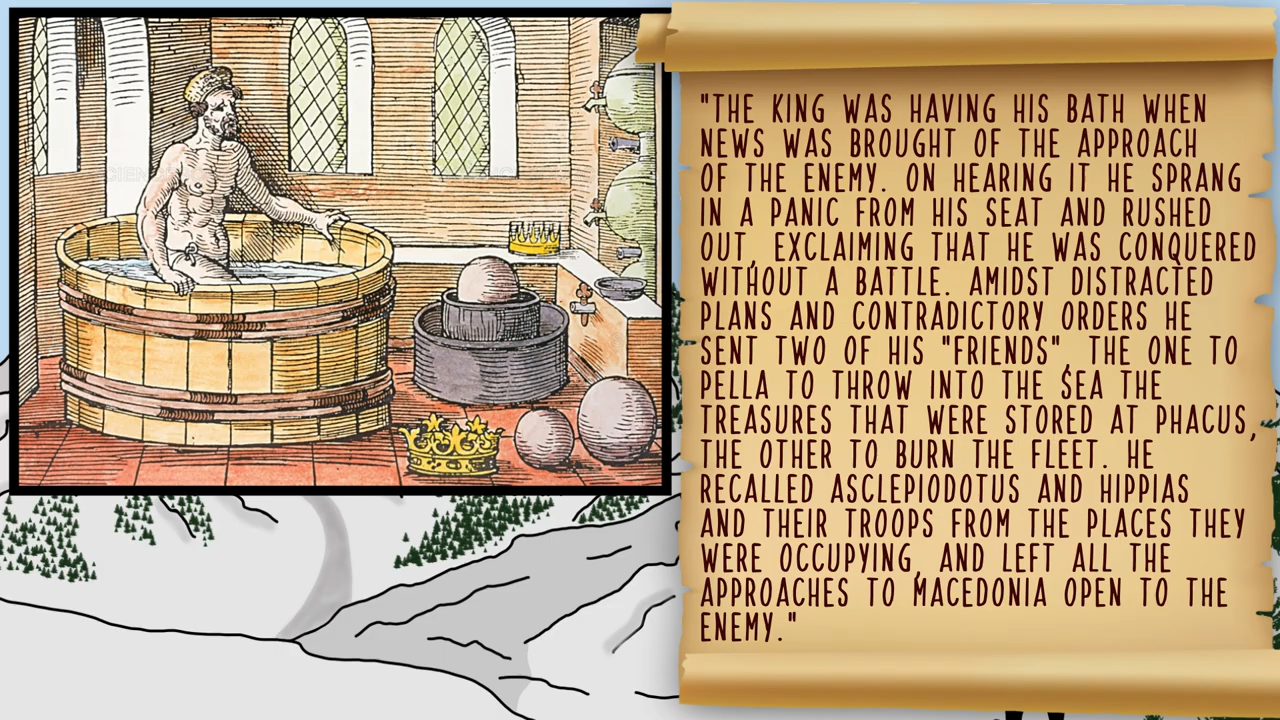 "THE KING WAS HAVING HIS BATH WHEN
NEWS WAS BROUGHT OF THE APPROACH
OF THE ENEMY. ON HEARING IT HE SPRANG
IN A PANIC FROM HIS SEAT AND RUSHED
OUT, EXCLAIMING THAT HE WAS CONQUERED
WITHOUT A BATTLE. AMIDST DISTRACTED
PLANS AND CONTRADICTORY ORDERS HE
SENT TWO OF HIS "FRIENDS", THE ONE TO
PELLA TO THROW INTO THE SEA THE
TREASURES THAT WERE STORED AT PHACUS,
THE OTHER TO BURN THE FLEET. HE
RECALLED ASCLEPIODOTUS AND HIPPIAS
AND THEIR TROOPS FROM THE PLACES THEY
WERE OCCUPYING, AND LEFT ALL THE
APPROACHES TO MACEDONIA OPEN TO THE
ENEMY."